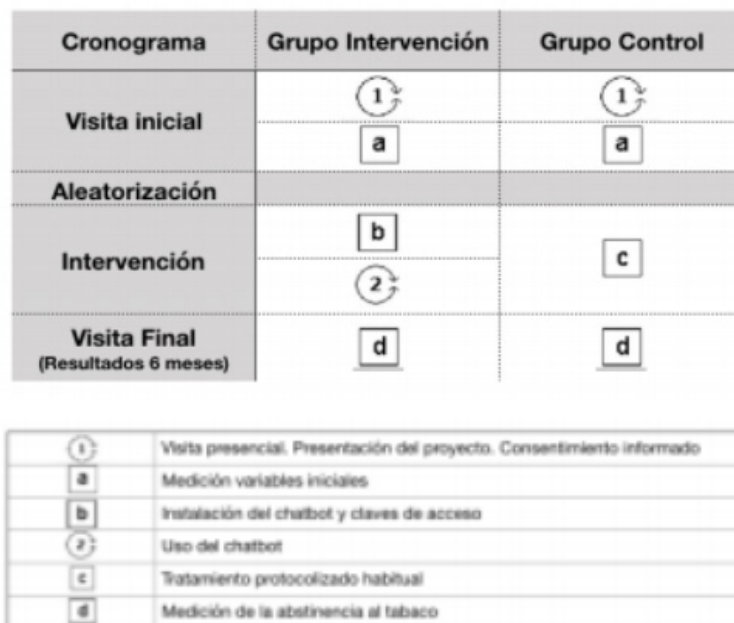 Cronograma Grupo Intervención Grupo Control
1 1
Visita inicial
a a
Aleatorización
b
Intervención c
2
Visita Final
(Resultados 6 meses) d d
1 Visita presencial. Presentación del proyecto. Consentimiento informado
a Medición variables iniciales
b Instalación del chatbot y claves de acceso
2 Uso del chatbot
c Tratamiento protocolizado habitual
d Medición de la abstinencia al tabaco